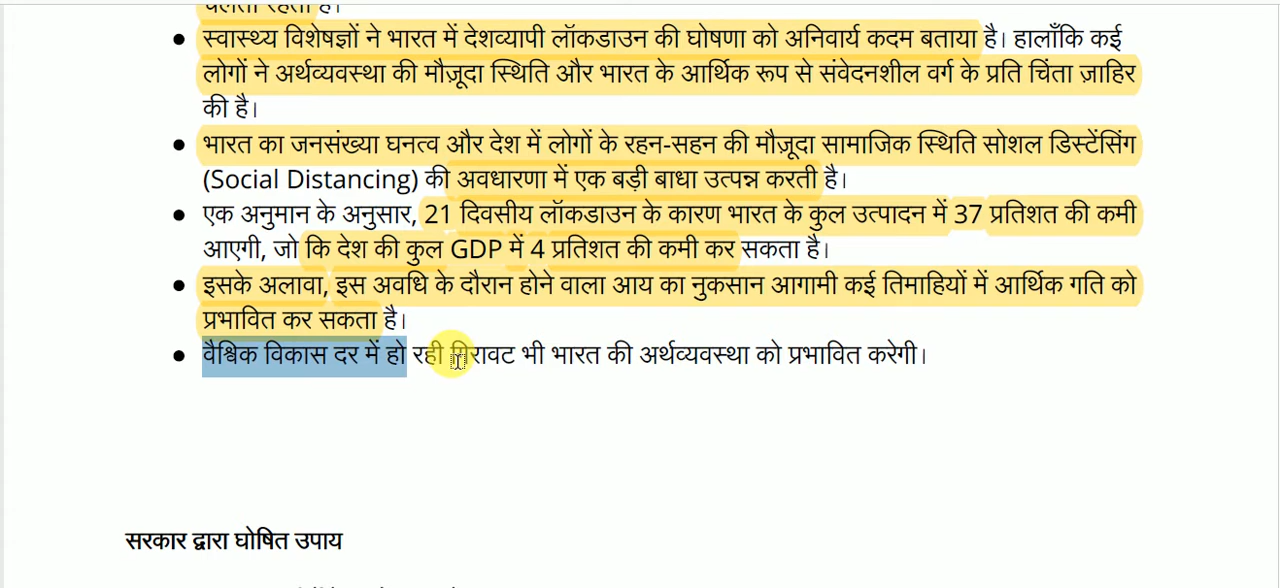 चलता रहता है।
स्वास्थ्य विशेषज्ञों ने भारत में देशव्यापी लॉकडाउन की घोषणा को अनिवार्य कदम बताया है। हालाँकि कई
लोगों ने अर्थव्यवस्था की मौज़ूदा स्थिति और भारत के आर्थिक रूप से संवेदनशील वर्ग के प्रति चिंता ज़ाहिर
की है।
भारत का जनसंख्या घनत्व और देश में लोगों के रहन-सहन की मौज़ूदा सामाजिक स्थिति सोशल डिस्टेंसिंग
(Social Distancing) की अवधारणा में एक बड़ी बाधा उत्पन्न करती है।
एक अनुमान के अनुसार, 21 दिवसीय लॉकडाउन के कारण भारत के कुल उत्पादन में 37 प्रतिशत की कमी
आएगी, जो कि देश की कुल GDP में 4 प्रतिशत की कमी कर सकता है।
इसके अलावा, इस अवधि के दौरान होने वाला आय का नुकसान आगामी कई तिमाहियों में आर्थिक गति को
प्रभावित कर सकता है।
वैश्विक विकास दर में हो रही गिरावट भी भारत की अर्थव्यवस्था को प्रभावित करेगी।
सरकार द्वारा घोषित उपाय